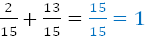 2/15 + 13/15 = 15/15 = 1